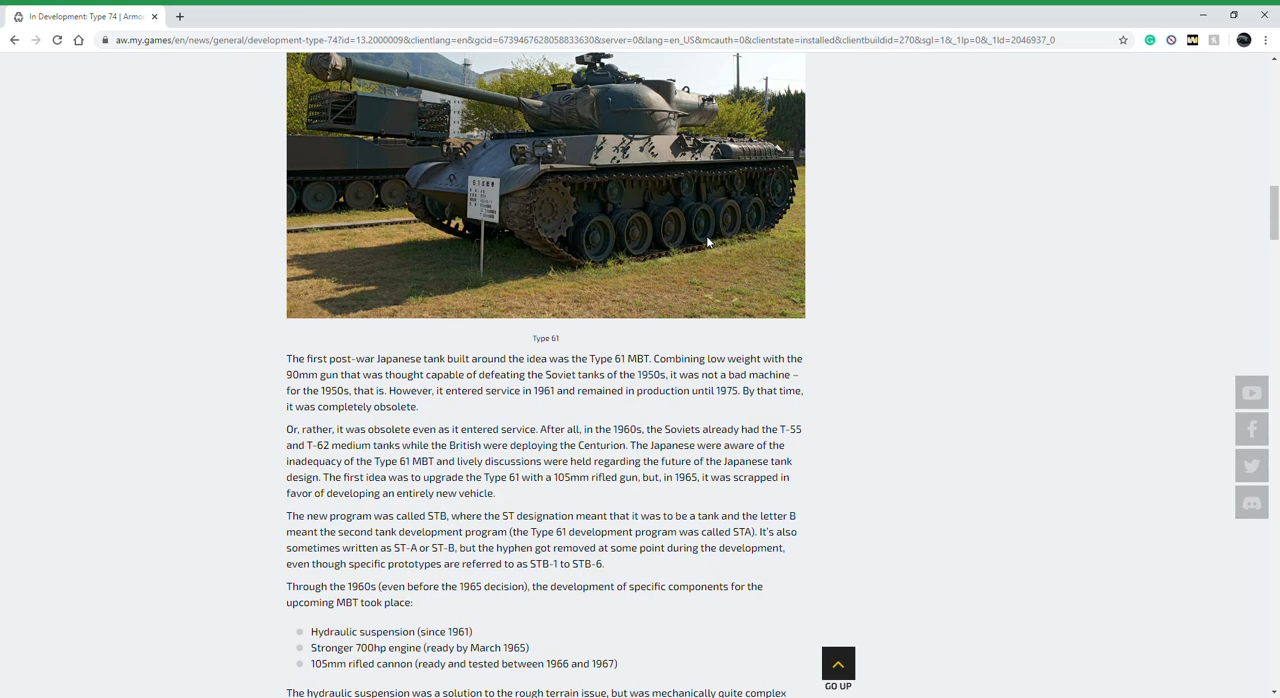 In Development: Type 74 | Armo
aw.my.games/en/news/general/development-type-74?id=13.2000009&clientlang=en&gcid=6739467628058833630&server=0&lang=en_US&mcauth=0&clientstate=installed&clientbuildid=270&sgl=1&_1lp=0&_1ld=2046937_0
Type 61
The first post-war Japanese tank built around the idea was the Type 61 MBT. Combining low weight with the
90mm gun that was thought capable of defeating the Soviet tanks of the 1950s, it was not a bad machine –
for the 1950s, that is. However, it entered service in 1961 and remained in production until 1975. By that time,
it was completely obsolete.
Or, rather, it was obsolete even as it entered service. After all, in the 1960s, the Soviets already had the T-55
and T-62 medium tanks while the British were deploying the Centurion. The Japanese were aware of the
inadequacy of the Type 61 MBT and lively discussions were held regarding the future of the Japanese tank
design. The first idea was to upgrade the Type 61 with a 105mm rifled gun, but, in 1965, it was scrapped in
favor of developing an entirely new vehicle.
The new program was called STB, where the ST designation meant that it was to be a tank and the letter B
meant the second tank development program (the Type 61 development program was called STA). It's also
sometimes written as ST-A or ST-B, but the hyphen got removed at some point during the development,
even though specific prototypes are referred to as STB-1 to STB-6.
Through the 1960s (even before the 1965 decision), the development of specific components for the
upcoming MBT took place:
Hydraulic suspension (since 1961)
Stronger 700hp engine (ready by March 1965)
105mm rifled cannon (ready and tested between 1966 and 1967)
GO UP
The hydraulic suspension was a solution to the rough terrain issue, but was mechanically quite complex